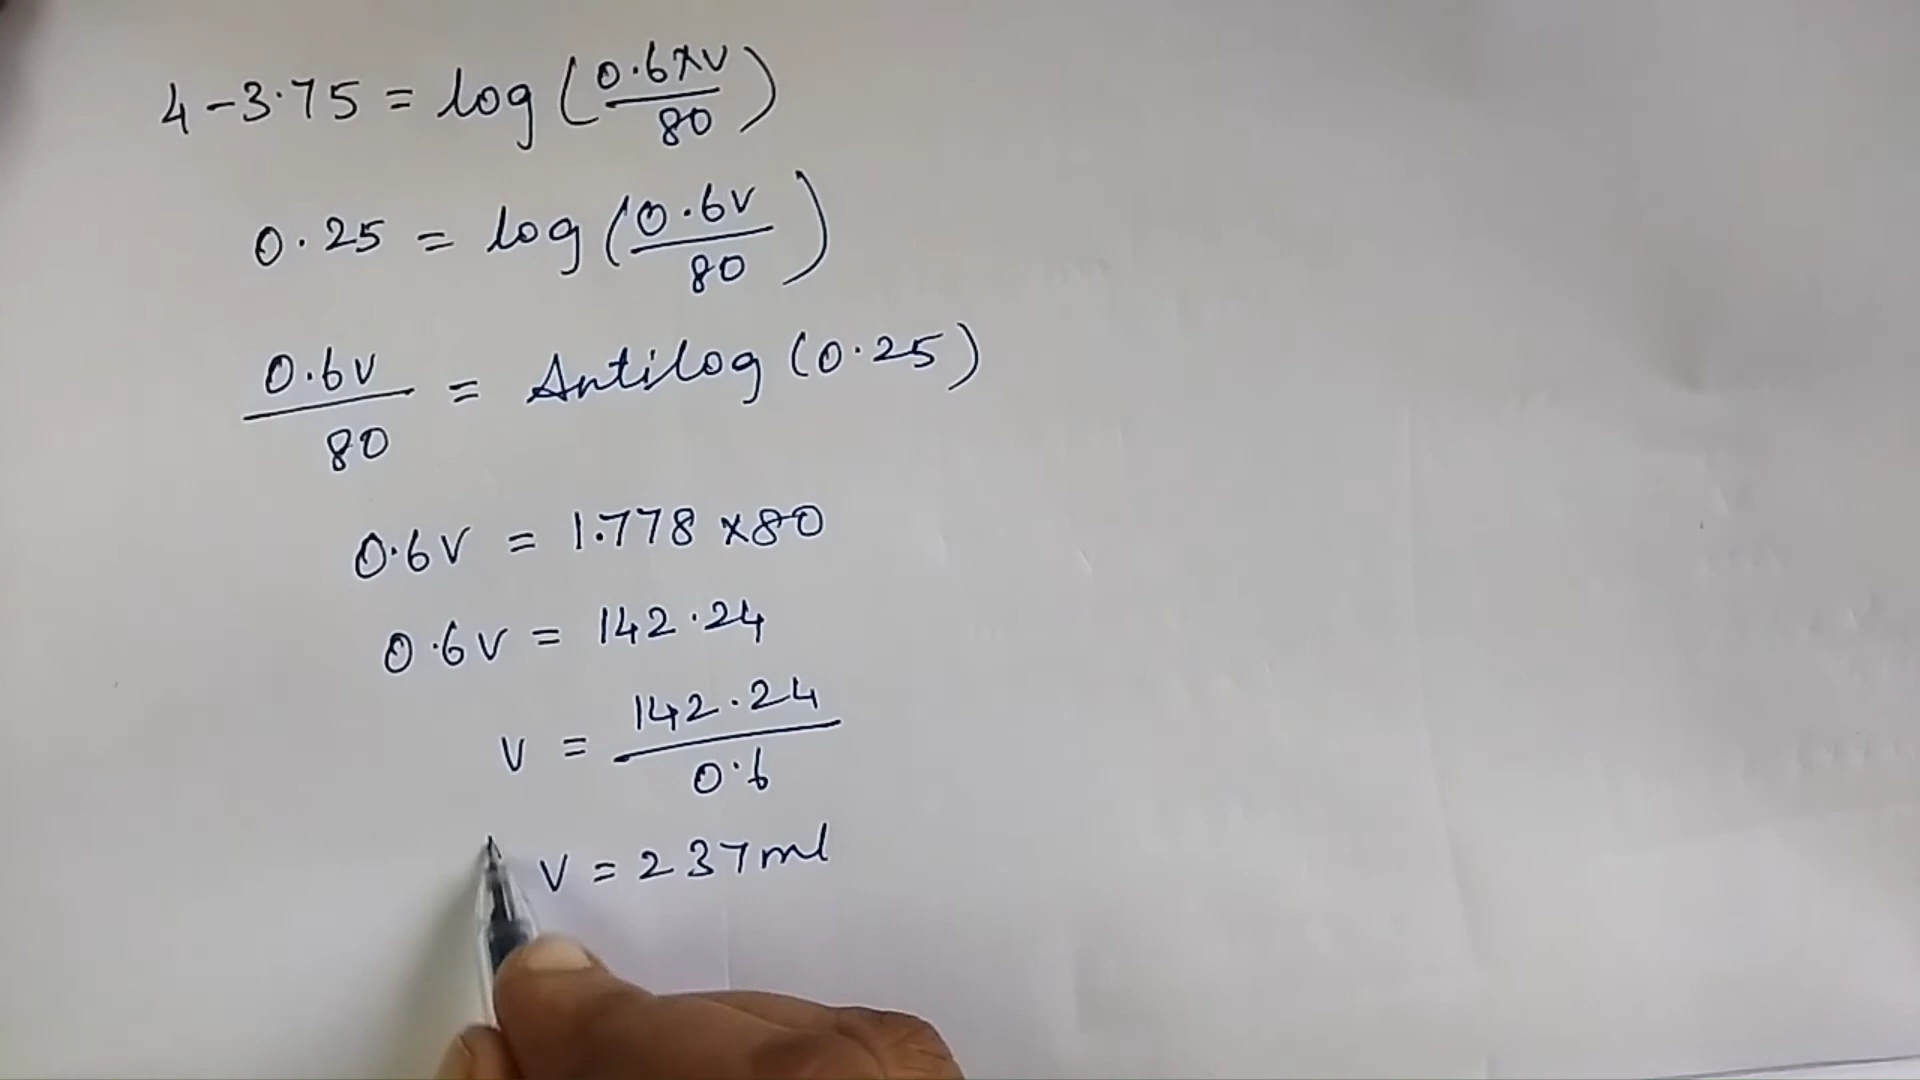 4-3.75 = log (0.6×v/80)
0.25 = log (0.6v/80)
0.6v/80 = Antilog (0.25)
0.6v = 1.778 ×80
0.6v = 142.24
v = 142.24/0.6
v = 237ml